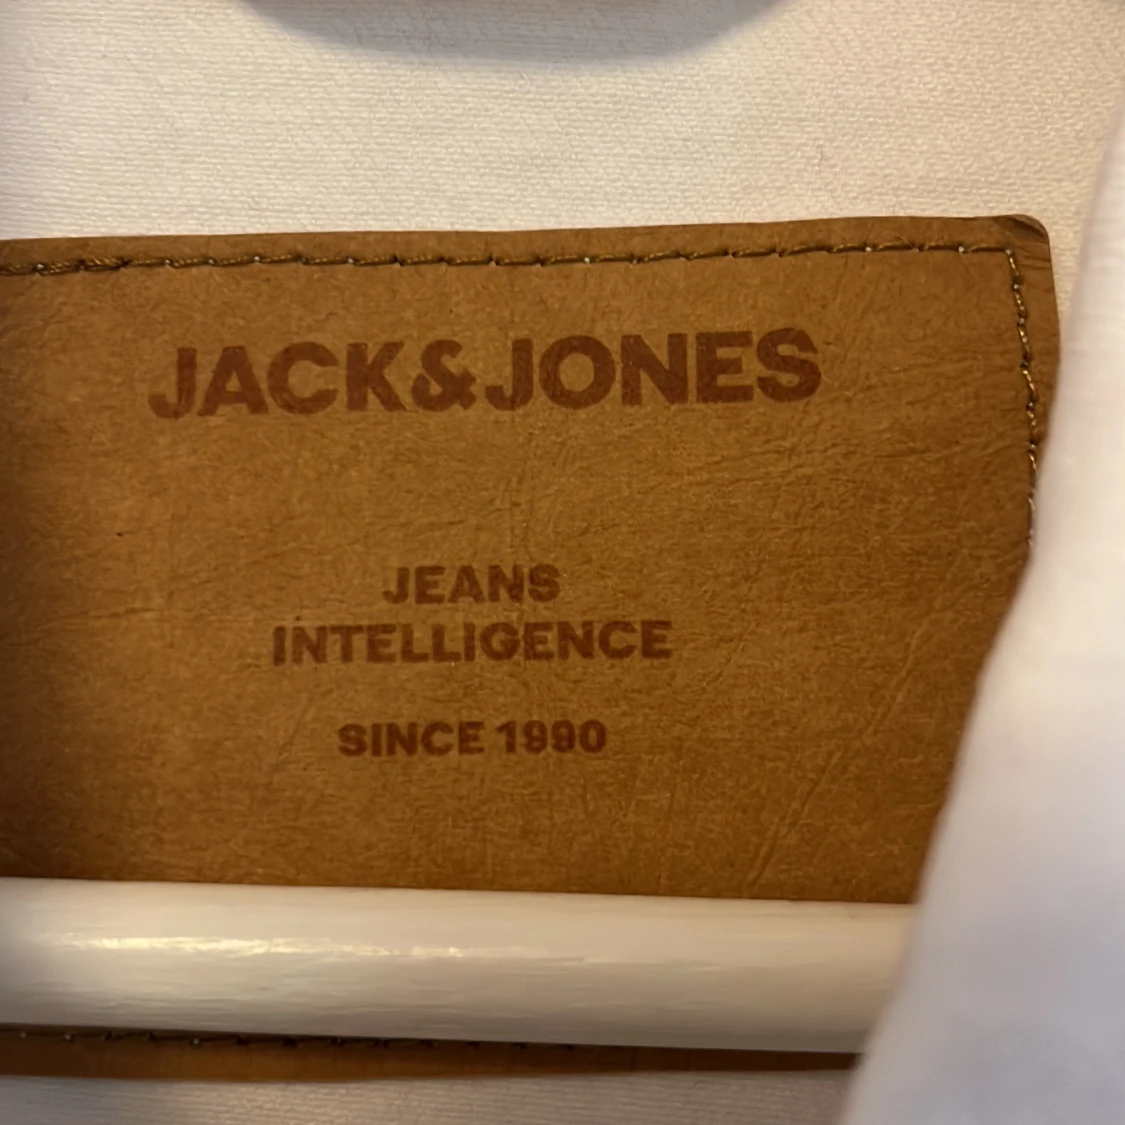 JACK&JONES
JEANS
INTELLIGENCE
SINCE 1990